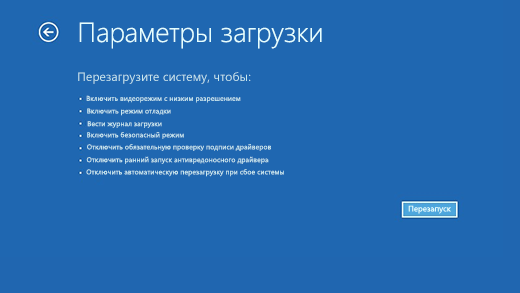 Параметры загрузки
Перезагрузите систему, чтобы:
• Включить видеорежим с низким разрешением
• Включить режим отладки
• Вести журнал загрузки
• Включить безопасный режим
• Отключить обязательную проверку подписи драйверов
• Отключить ранний запуск антивредоносного драйвера
• Отключить автоматическую перезагрузку при сбое системы
Перезапуск